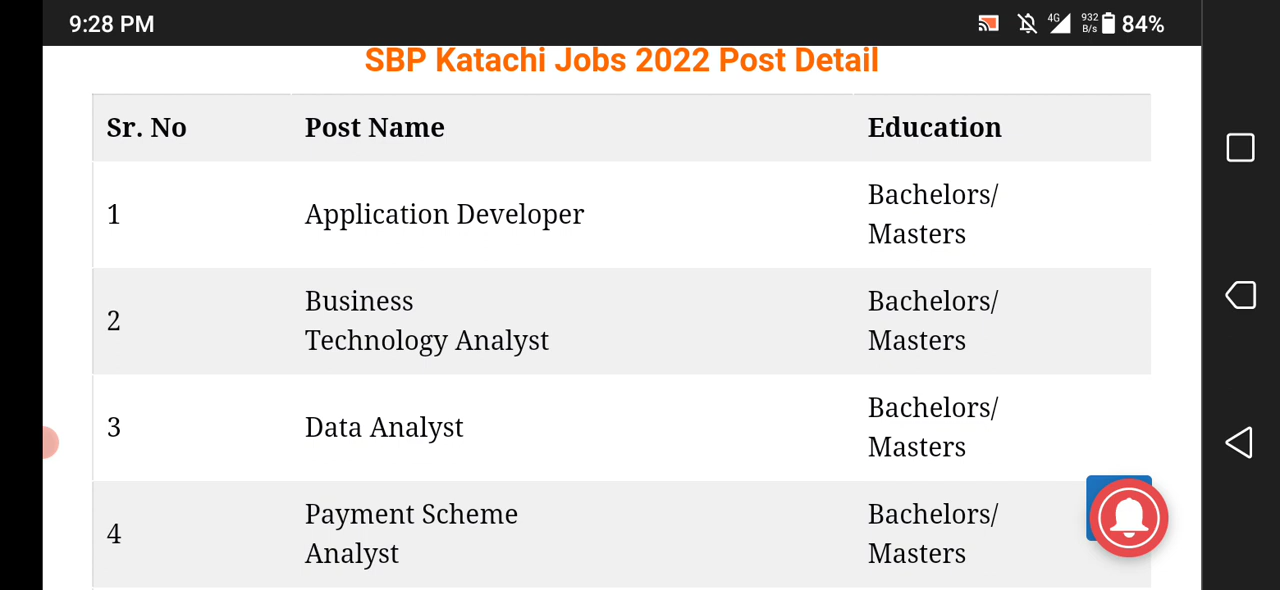 9:28 PM
4G
932 B/s
84%
SBP Katachi Jobs 2022 Post Detail
Sr. No Post Name Education
1 Application Developer Bachelors/
Masters
2 Business
Technology Analyst Bachelors/
Masters
3 Data Analyst Bachelors/
Masters
4 Payment Scheme
Analyst Bachelors/
Masters